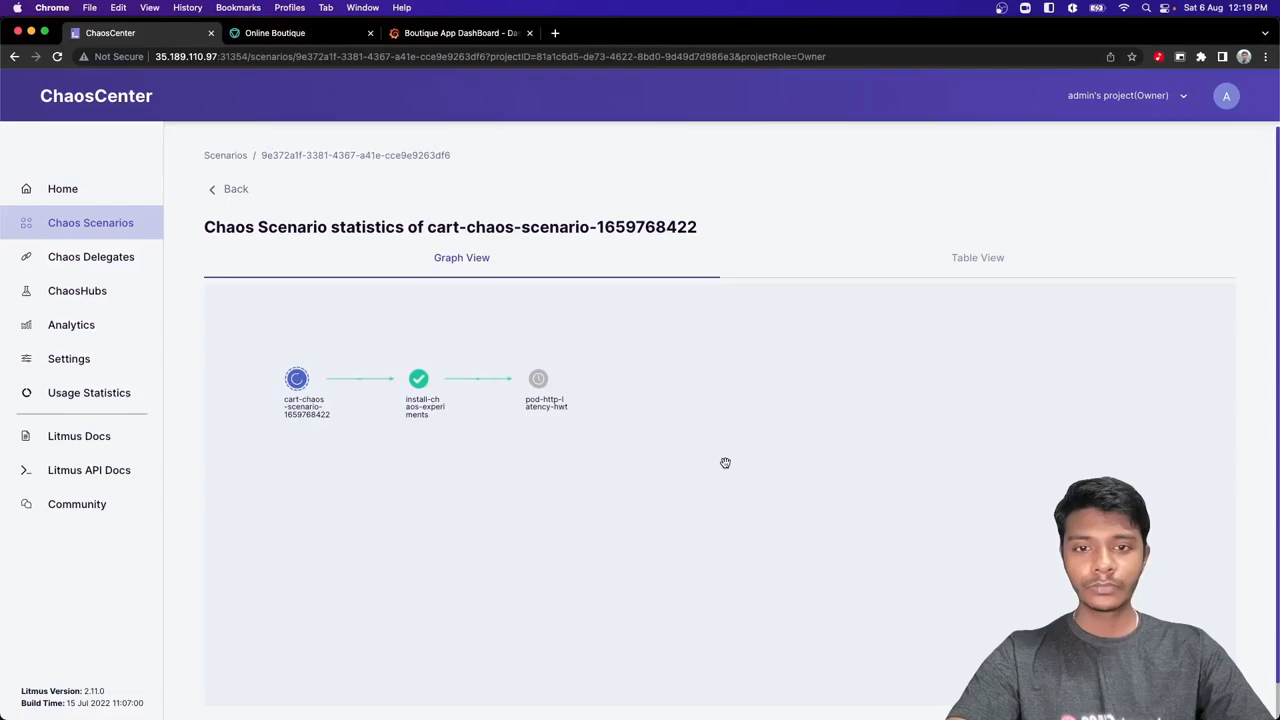 Chrome File Edit View History Bookmarks Profiles Tab Window Help Sat 6 Aug 12:19 PM
ChaosCenter Online Boutique Boutique App DashBoard - Da
Not Secure 35.189.110.97:31354/scenarios/9e372a1f-3381-4367-a41e-cce9e9263df6?projectID=81a1c6d5-de73-4622-8bd0-9d49d7d986e3&projectRole=Owner
ChaosCenter
admin's project(Owner)
A
Scenarios / 9e372a1f-3381-4367-a41e-cce9e9263df6
Home
Back
Chaos Scenarios
Chaos Scenario statistics of cart-chaos-scenario-1659768422
Chaos Delegates
Graph View
Table View
ChaosHubs
Analytics
Settings
Usage Statistics
cart-chaos
-scenario-
1659768422
install-ch
aos-experi
ments
pod-http-l
atency-hwt
Litmus Docs
Litmus API Docs
Community
Litmus Version: 2.11.0
Build Time: 15 Jul 2022 11:07:00